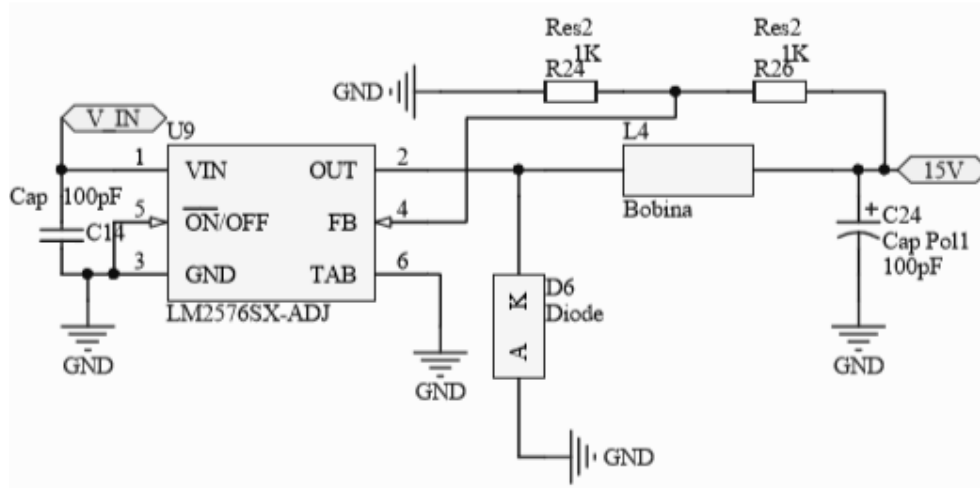 Res2
1K
R24
Res2
1K
R26
GND
V_IN
U9
L4
1
VIN
OUT
2
15V
Cap
100pF
5
ON/OFF
FB
4
Bobina
C14
C24
Cap Pol1
100pF
3
GND
TAB
6
LM2576SX-ADJ
D6
Diode
K
A
GND
GND
GND
GND